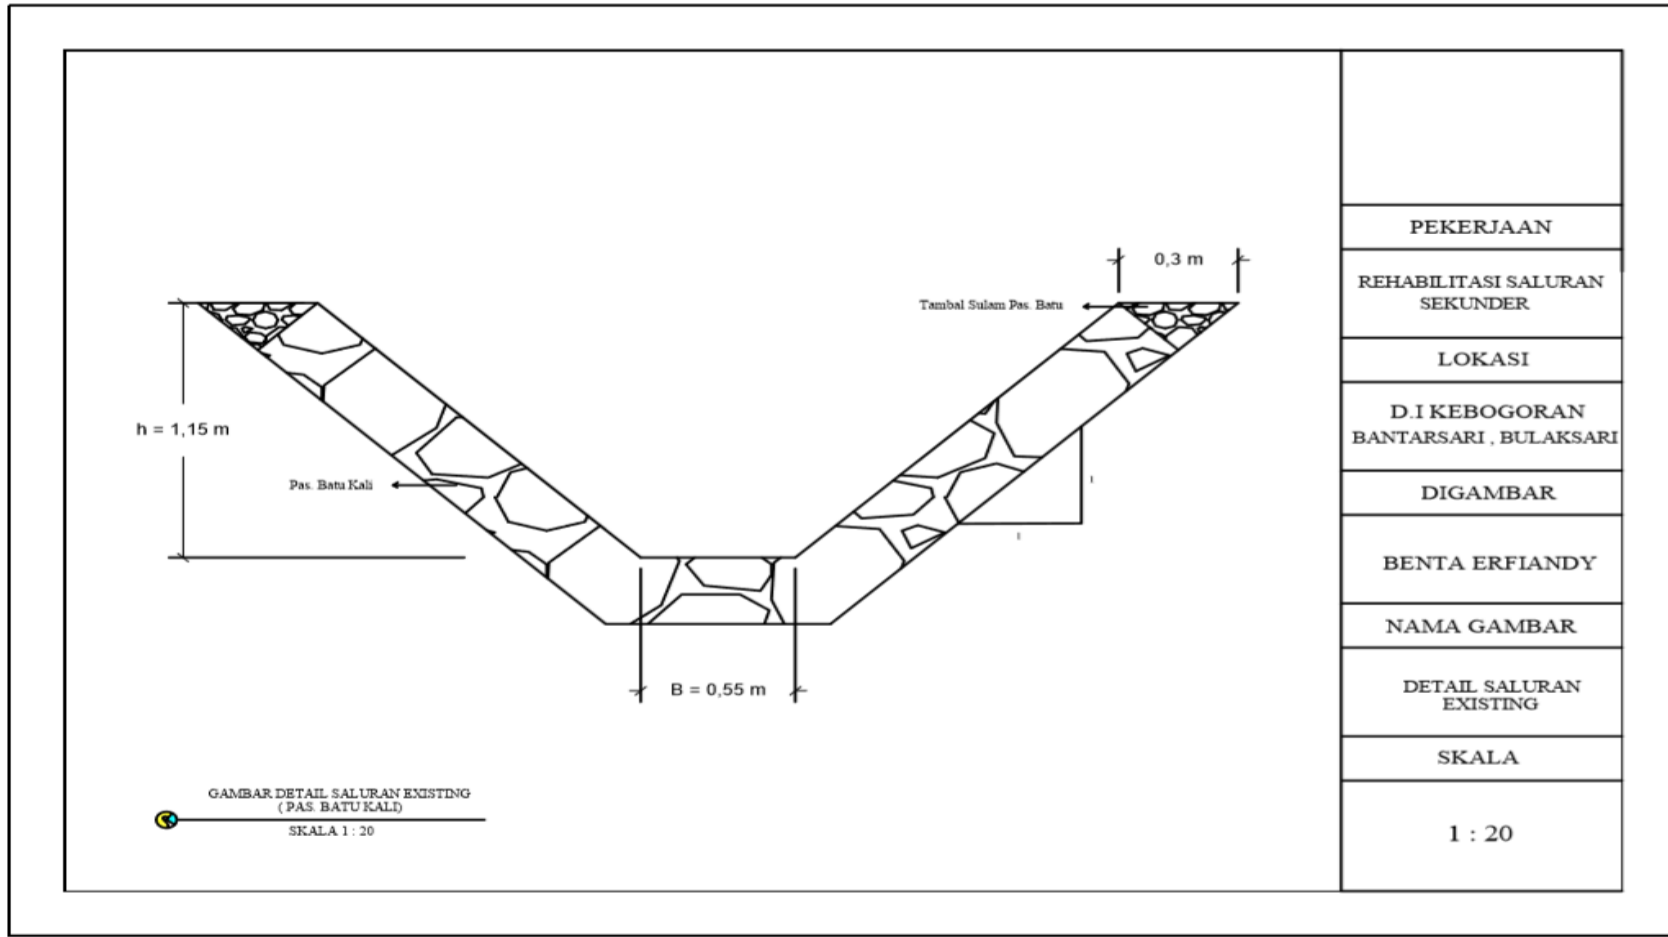 0,3 m
Tambal Sulam Pas. Batu
h = 1,15 m
Pas. Batu Kali
B = 0,55 m
GAMBAR DETAIL SALURAN EXISTING
( PAS. BATU KALI)
SKALA 1 : 20
PEKERJAAN
REHABILITASI SALURAN
SEKUNDER
LOKASI
D.I KEBOGORAN
BANTARSARI , BULAKSARI
DIGAMBAR
BENTA ERFIANDY
NAMA GAMBAR
DETAIL SALURAN
EXISTING
SKALA
1 : 20